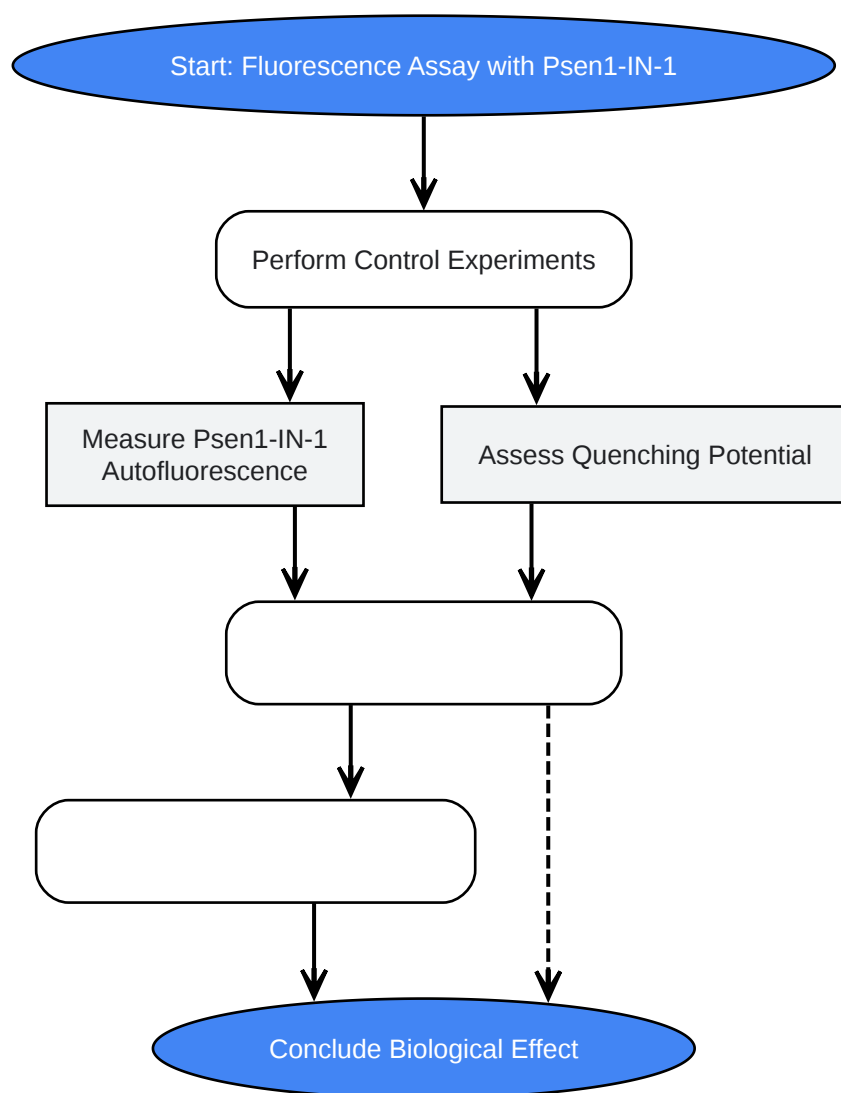 Start: Fluorescence Assay with Psen1-IN-1
Perform Control Experiments
Measure Psen1-IN-1
Autofluorescence
Assess Quenching Potential
Conclude Biological Effect